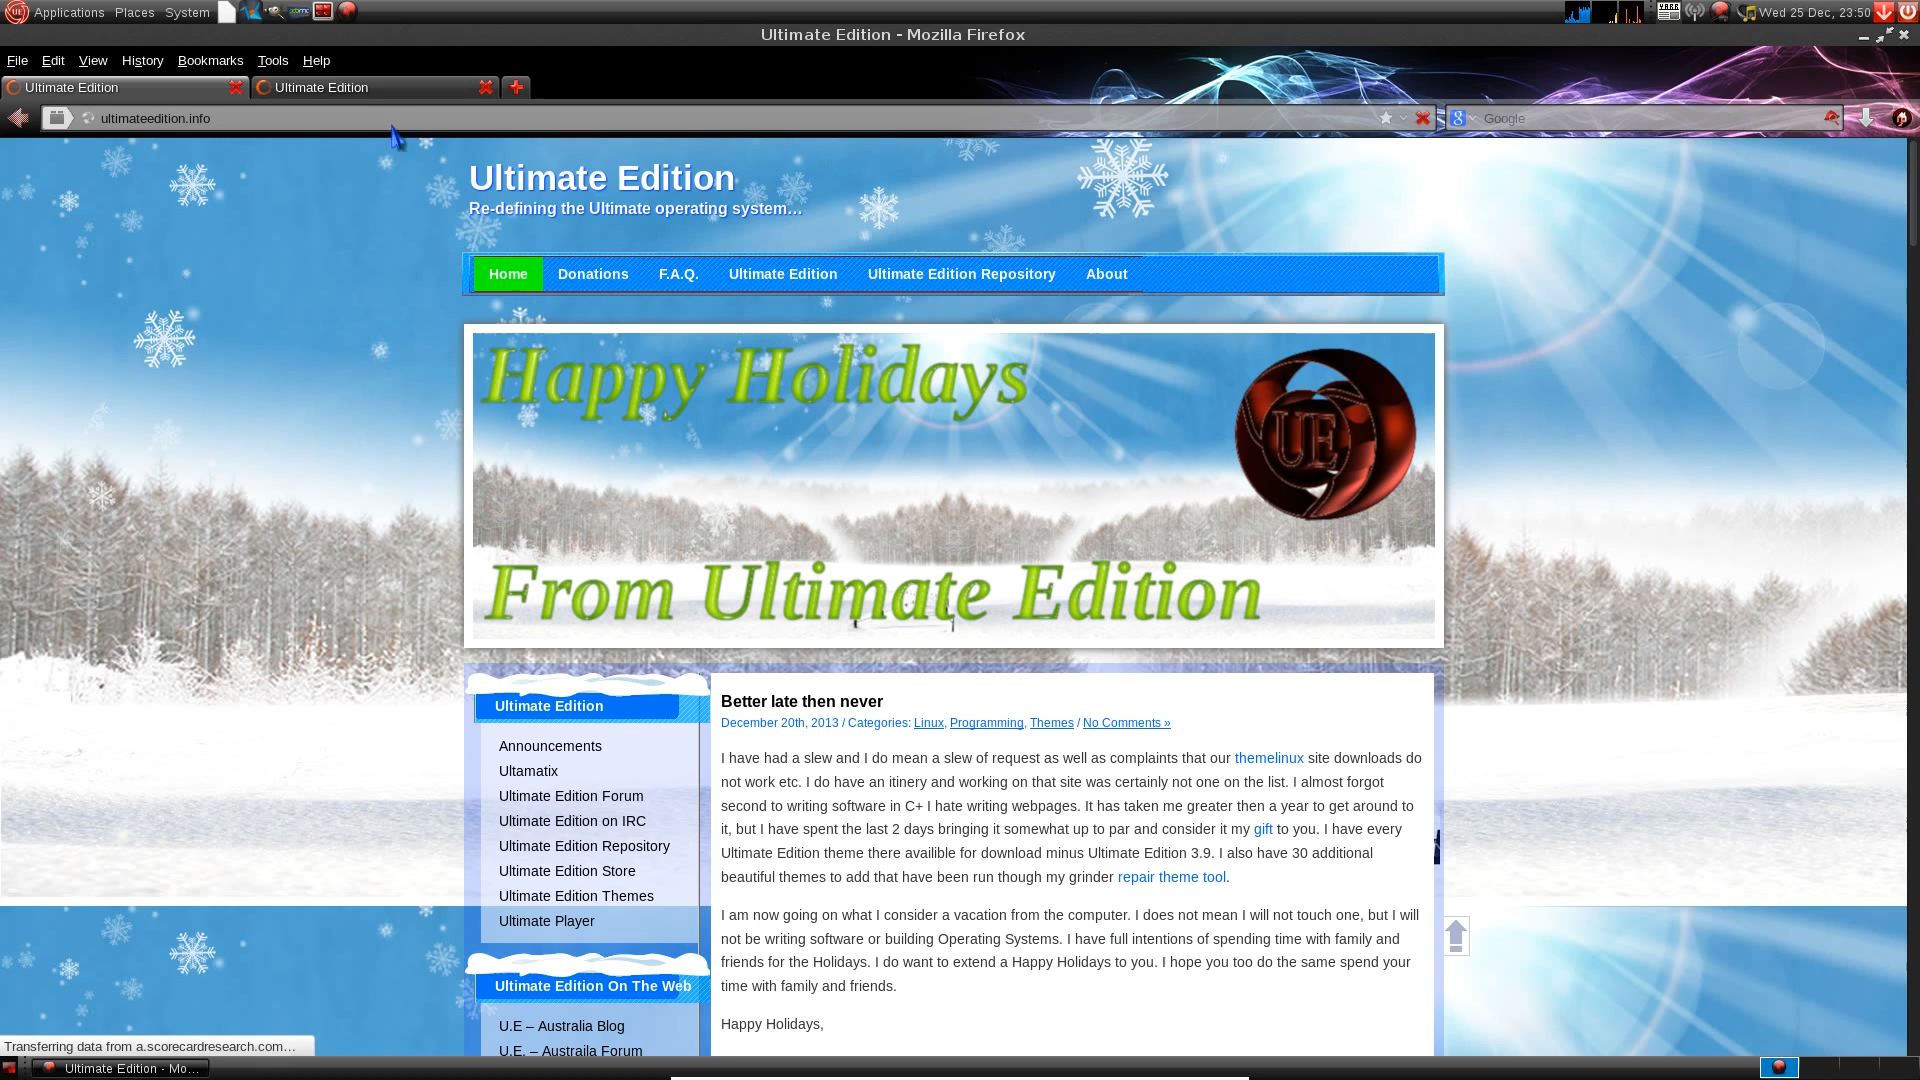 Applications Places System
Wed 25 Dec, 23:50
Ultimate Edition - Mozilla Firefox
File Edit View History Bookmarks Tools Help
Ultimate Edition
Ultimate Edition
ultimateedition.info
Google
Ultimate Edition
Re-defining the Ultimate operating system...
Home Donations F.A.Q. Ultimate Edition Ultimate Edition Repository About
Happy Holidays
UE
From Ultimate Edition
Ultimate Edition
Announcements
Ultamatix
Ultimate Edition Forum
Ultimate Edition on IRC
Ultimate Edition Repository
Ultimate Edition Store
Ultimate Edition Themes
Ultimate Player
Ultimate Edition On The Web
U.E – Australia Blog
U.E. – Austraila Forum
Better late then never
December 20th, 2013 / Categories: Linux, Programming, Themes / No Comments »
I have had a slew and I do mean a slew of request as well as complaints that our themelinux site downloads do
not work etc. I do have an itinery and working on that site was certainly not one on the list. I almost forgot
second to writing software in C+ I hate writing webpages. It has taken me greater then a year to get around to
it, but I have spent the last 2 days bringing it somewhat up to par and consider it my gift to you. I have every
Ultimate Edition theme there availible for download minus Ultimate Edition 3.9. I also have 30 additional
beautiful themes to add that have been run though my grinder repair theme tool.
I am now going on what I consider a vacation from the computer. I does not mean I will not touch one, but I will
not be writing software or building Operating Systems. I have full intentions of spending time with family and
friends for the Holidays. I do want to extend a Happy Holidays to you. I hope you too do the same spend your
time with family and friends.
Happy Holidays,
Transferring data from a.scorecardresearch.com...
Ultimate Edition - Mo...